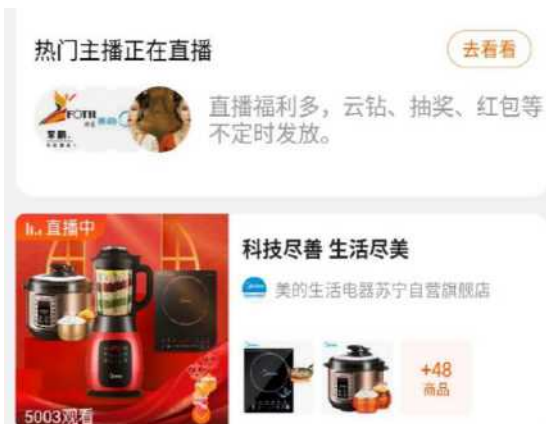 热门主播正在直播
去看看
直播福利多，云钻、抽奖、红包等
不定时发放。
直播中
科技尽善 生活尽美
美的生活电器苏宁自营旗舰店
+48
商品
5003观看